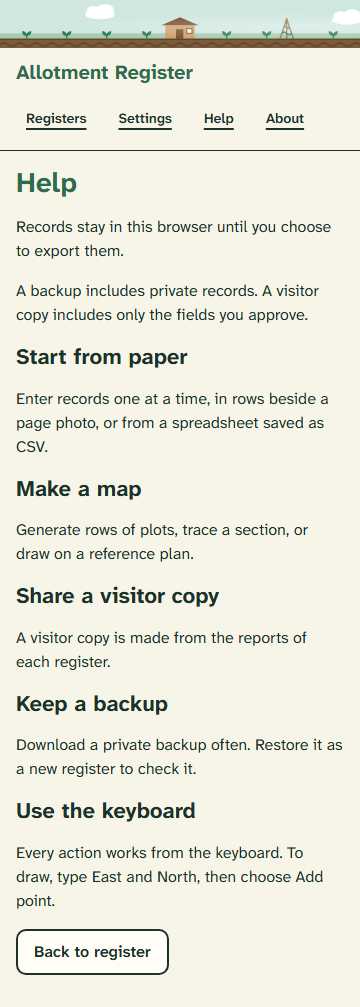 Allotment Register
Registers Settings Help About
Help
Records stay in this browser until you choose
to export them.
A backup includes private records. A visitor
copy includes only the fields you approve.
Start from paper
Enter records one at a time, in rows beside a
page photo, or from a spreadsheet saved as
CSV.
Make a map
Generate rows of plots, trace a section, or
draw on a reference plan.
Share a visitor copy
A visitor copy is made from the reports of
each register.
Keep a backup
Download a private backup often. Restore it as
a new register to check it.
Use the keyboard
Every action works from the keyboard. To
draw, type East and North, then choose Add
point.
Back to register